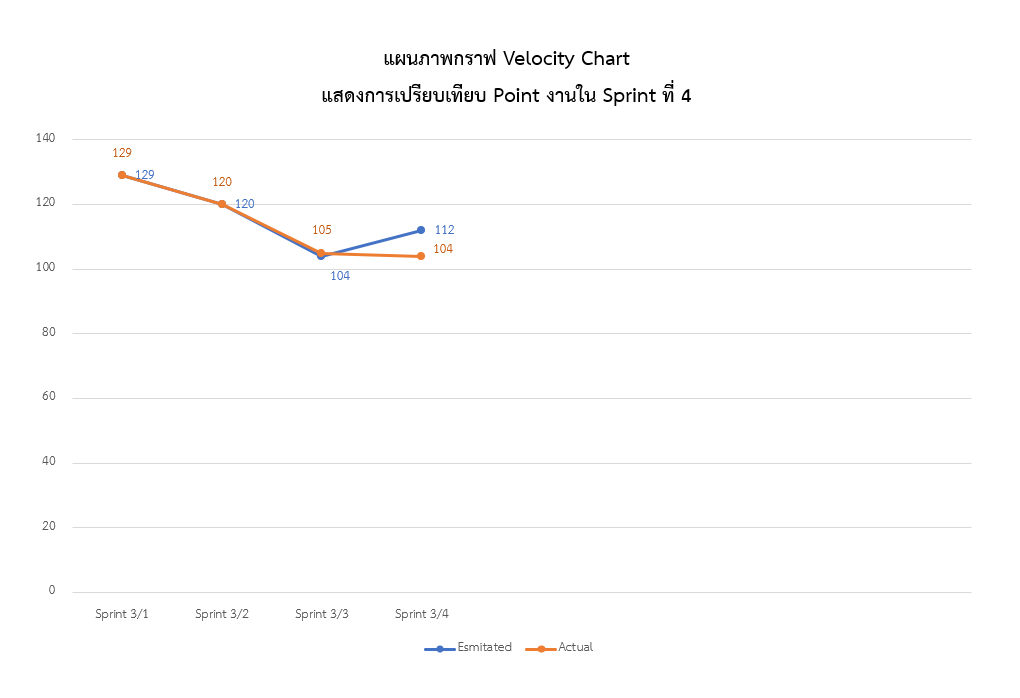 แผนภาพกราฟ Velocity Chart
แสดงการเปรียบเทียบ Point งานใน Sprint ที่ 4
140
120
100
80
60
40
20
0
129
129
120
120
105
104
112
104
Sprint 3/1
Sprint 3/2
Sprint 3/3
Sprint 3/4
Esmitated
Actual